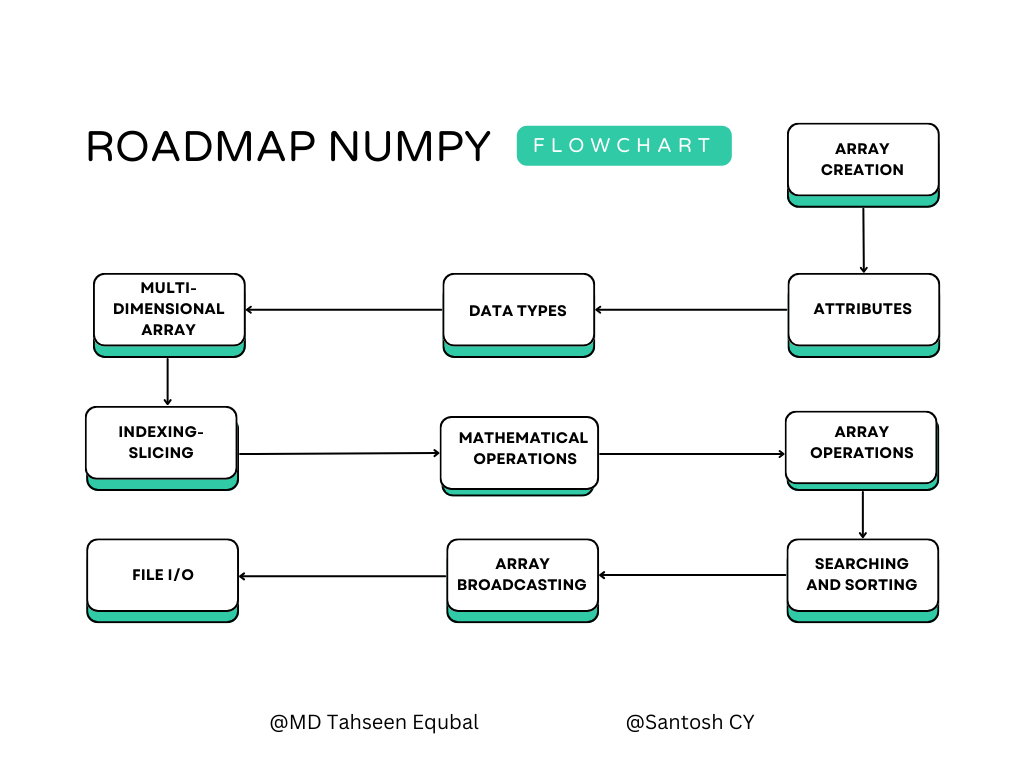 ROADMAP NUMPY
FLOWCHART
ARRAY
CREATION
MULTI-
DIMENSIONAL
ARRAY
DATA TYPES
ATTRIBUTES
INDEXING-
SLICING
MATHEMATICAL
OPERATIONS
ARRAY
OPERATIONS
FILE I/O
ARRAY
BROADCASTING
SEARCHING
AND SORTING
@MD Tahseen Equbal
@Santosh CY